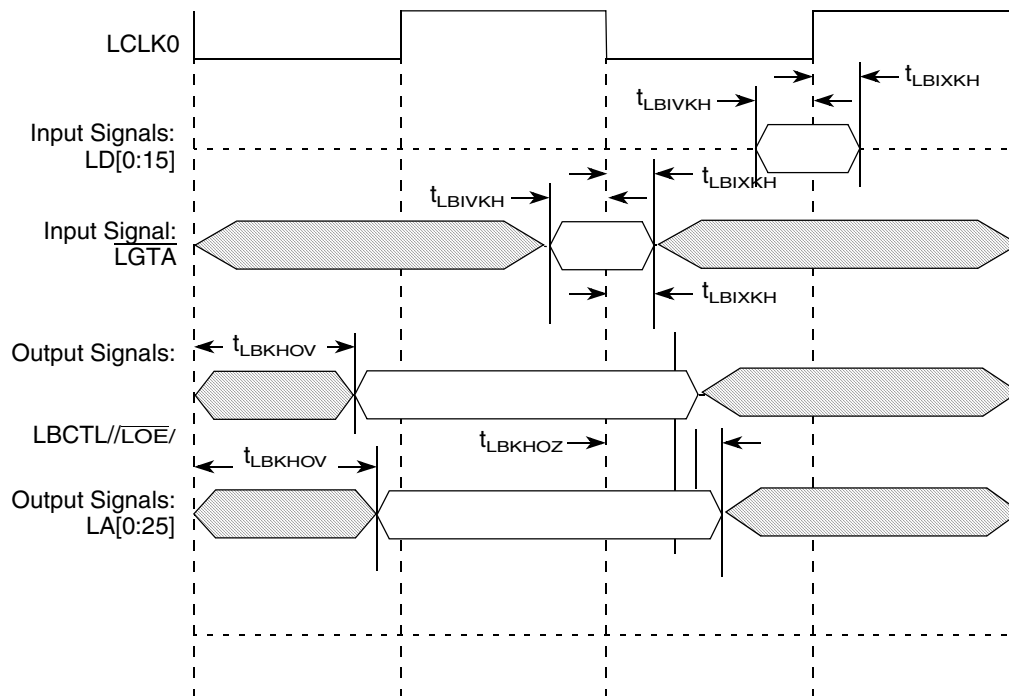 LCLK0
tLBIXKH
tLBIVKH
Input Signals:
LD[0:15]
tLBIXKH
tLBIVKH
Input Signal:
LGTA
tLBIXKH
Output Signals:
tLBKHOV
LBCTL//LOE/
tLBKHOZ
tLBKHOV
Output Signals:
LA[0:25]